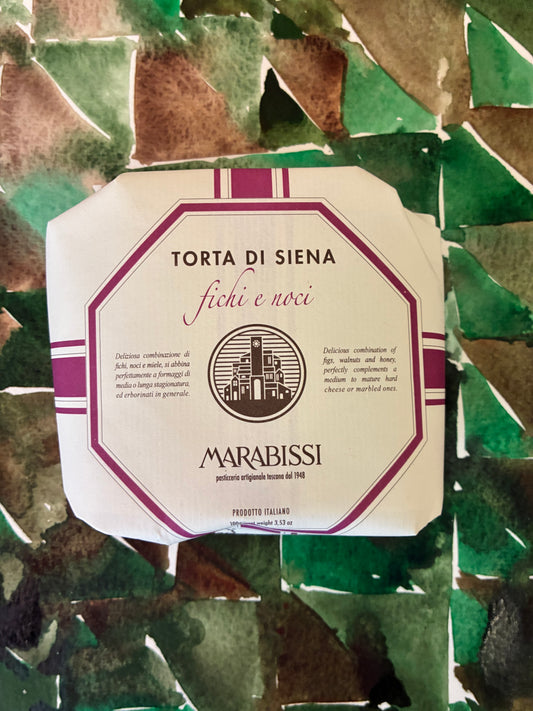 TORTA DI SIENA
fichi e noci
Deliziosa combinazione di
fichi, noci e miele, si abbina
perfettamente a formaggi di
media o lunga stagionatura,
ed erborinati in generale.
Delicious combination of
figs, walnuts and honey,
perfectly complements a
medium to mature hard
cheese or marbled ones.
MARABISSI
pasticceria artigianale toscana dal 1948
PRODOTTO ITALIANO
weight 3,53 oz